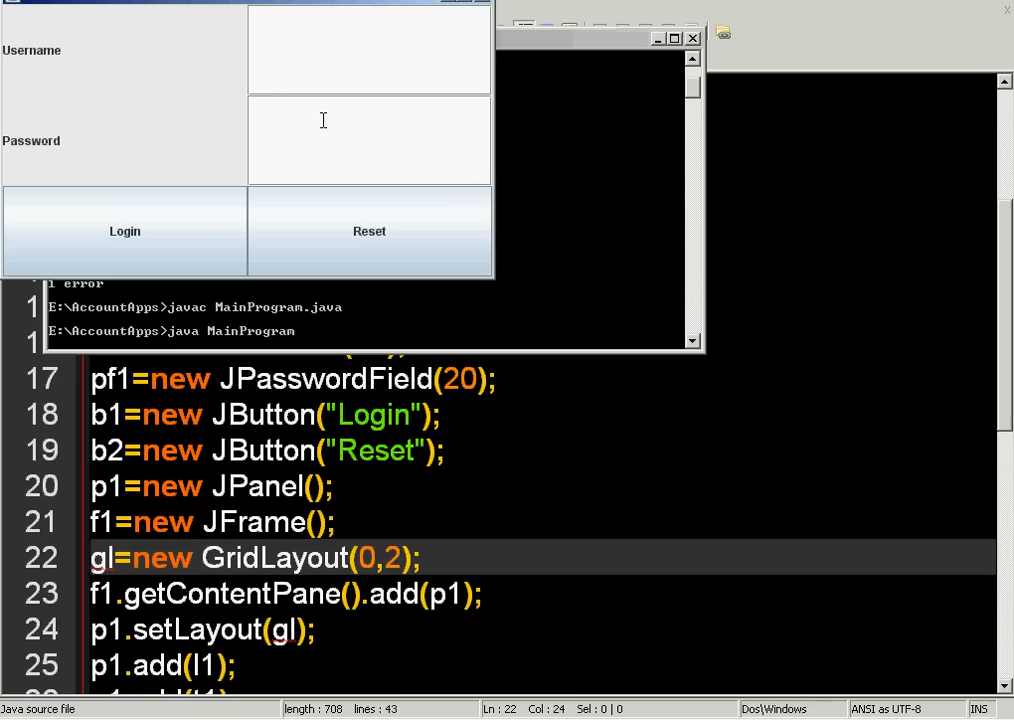 Username
Password
Login
Reset
1 error
E:\AccountApps>javac MainProgram.java
E:\AccountApps>java MainProgram
17 pf1=new JPasswordField(20);
18 b1=new JButton("Login");
19 b2=new JButton("Reset");
20 p1=new JPanel();
21 f1=new JFrame();
22 gl=new GridLayout(0,2);
23 f1.getContentPane().add(p1);
24 p1.setLayout(gl);
25 p1.add(l1);
Java source file
length : 708 lines : 43
Ln : 22 Col : 24 Sel : 0 | 0
Dos\Windows
ANSI as UTF-8
INS